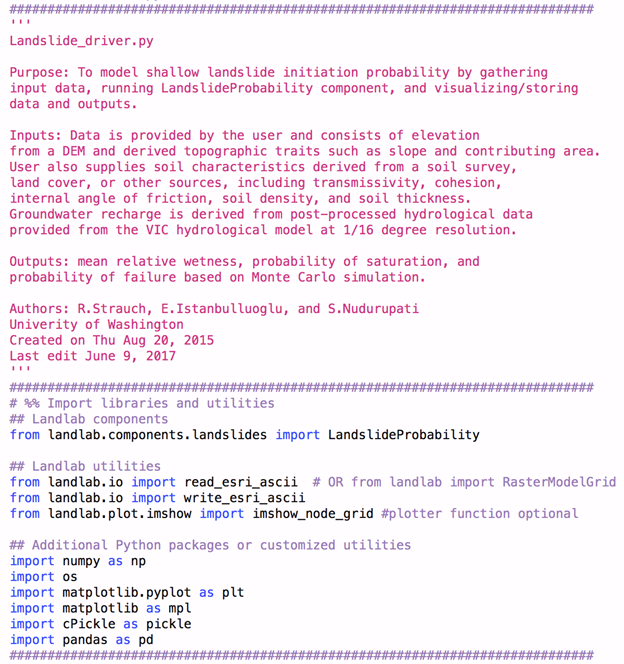 ################################################################################
'''
Landslide_driver.py
Purpose: To model shallow landslide initiation probability by gathering
input data, running LandslideProbability component, and visualizing/storing
data and outputs.
Inputs: Data is provided by the user and consists of elevation
from a DEM and derived topographic traits such as slope and contributing area.
User also supplies soil characteristics derived from a soil survey,
land cover, or other sources, including transmissivity, cohesion,
internal angle of friction, soil density, and soil thickness.
Groundwater recharge is derived from post-processed hydrological data
provided from the VIC hydrological model at 1/16 degree resolution.
Outputs: mean relative wetness, probability of saturation, and
probability of failure based on Monte Carlo simulation.
Authors: R.Strauch, E.Istanbulluoglu, and S.Nudurupati
Univerity of Washington
Created on Thu Aug 20, 2015
Last edit June 9, 2017
'''
################################################################################
# %% Import libraries and utilities
## Landlab components
from landlab.components.landslides import LandslideProbability
## Landlab utilities
from landlab.io import read_esri_ascii  # OR from landlab import RasterModelGrid
from landlab.io import write_esri_ascii
from landlab.plot.imshow import imshow_node_grid #plotter function optional
## Additional Python packages or customized utilities
import numpy as np
import os
import matplotlib.pyplot as plt
import matplotlib as mpl
import cPickle as pickle
import pandas as pd
################################################################################